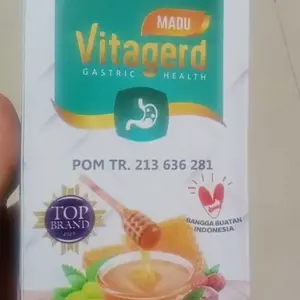 MADU
Vitagerd
GASTRIC HEALTH
POM TR. 213 636 281
TOP
BRAND
BANGGA BUATAN
INDONESIA